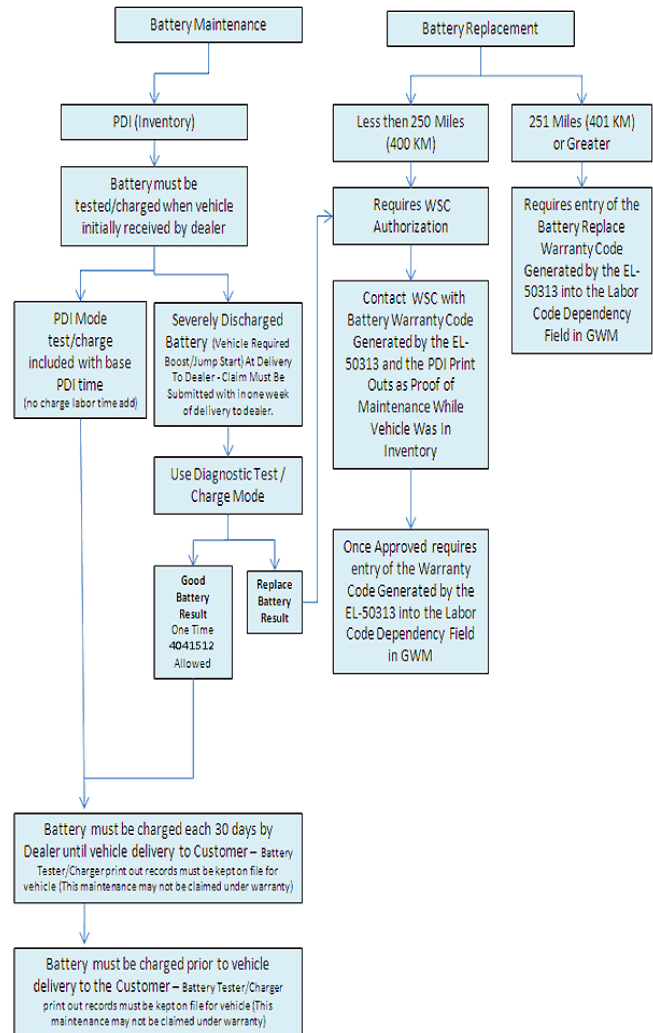 Battery Maintenance
PDI (Inventory)
Battery must be
tested/charged when vehicle
initially received by dealer
PDI Mode
test/charge
included with base
PDI time
(no charge labor time add)
Severely Discharged
Battery (Vehicle Required
Boost/Jump Start) At Delivery
To Dealer - Claim Must Be
Submitted with in one week
of delivery to dealer.
Use Diagnostic Test /
Charge Mode
Good
Battery
Result
One Time
4041512
Allowed
Replace
Battery
Result
Battery must be charged each 30 days by
Dealer until vehicle delivery to Customer – Battery
Tester/Charger print out records must be kept on file for
vehicle (This maintenance may not be claimed under warranty)
Battery must be charged prior to vehicle
delivery to the Customer – Battery Tester/Charger
print out records must be kept on file for vehicle (This
maintenance may not be claimed under warranty)
Battery Replacement
Less then 250 Miles
(400 KM)
Requires WSC
Authorization
Contact WSC with
Battery Warranty Code
Generated by the EL-
50313 and the PDI Print
Outs as Proof of
Maintenance While
Vehicle Was In
Inventory
Once Approved requires
entry of the Warranty
Code Generated by the
EL-50313 into the Labor
Code Dependency Field
in GWM
251 Miles (401 KM)
or Greater
Requires entry of the
Battery Replace
Warranty Code
Generated by the EL-
50313 into the Labor
Code Dependency
Field in GWM